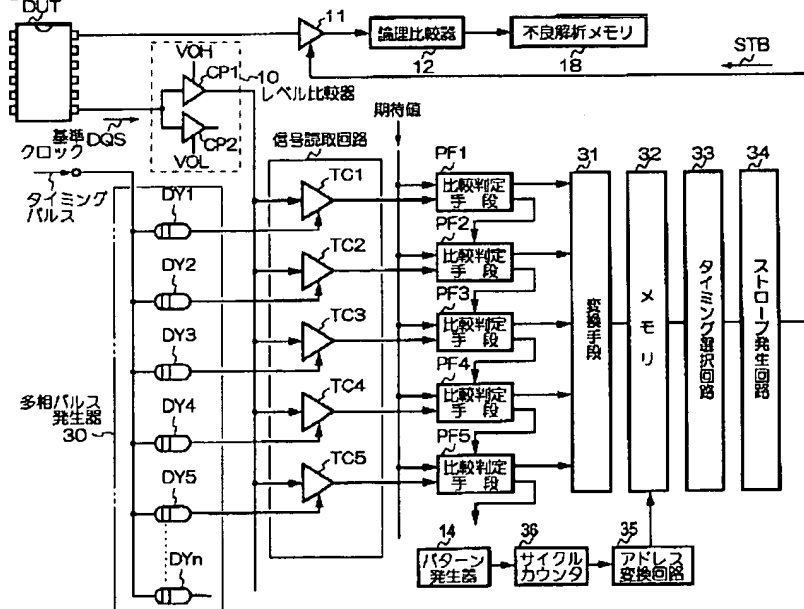 DUT
11
論理比較器
12
不良解析メモリ
18
STB
VOH
CP1
10
レベル比較器
CP2
VOL
DQS
基準
クロック
タイミング
パルス
信号読取回路
期待値
DY1
DY2
DY3
DY4
DY5
DYn
多相パルス
発生器
30
TC1
TC2
TC3
TC4
TC5
PF1
比較判定
手段
PF2
比較判定
手段
PF3
比較判定
手段
PF4
比較判定
手段
PF5
比較判定
手段
31
変換手段
32
メモリ
33
タイミング選択回路
34
ストローブ発生回路
14
パターン
発生器
36
サイクル
カウンタ
35
アドレス
変換回路